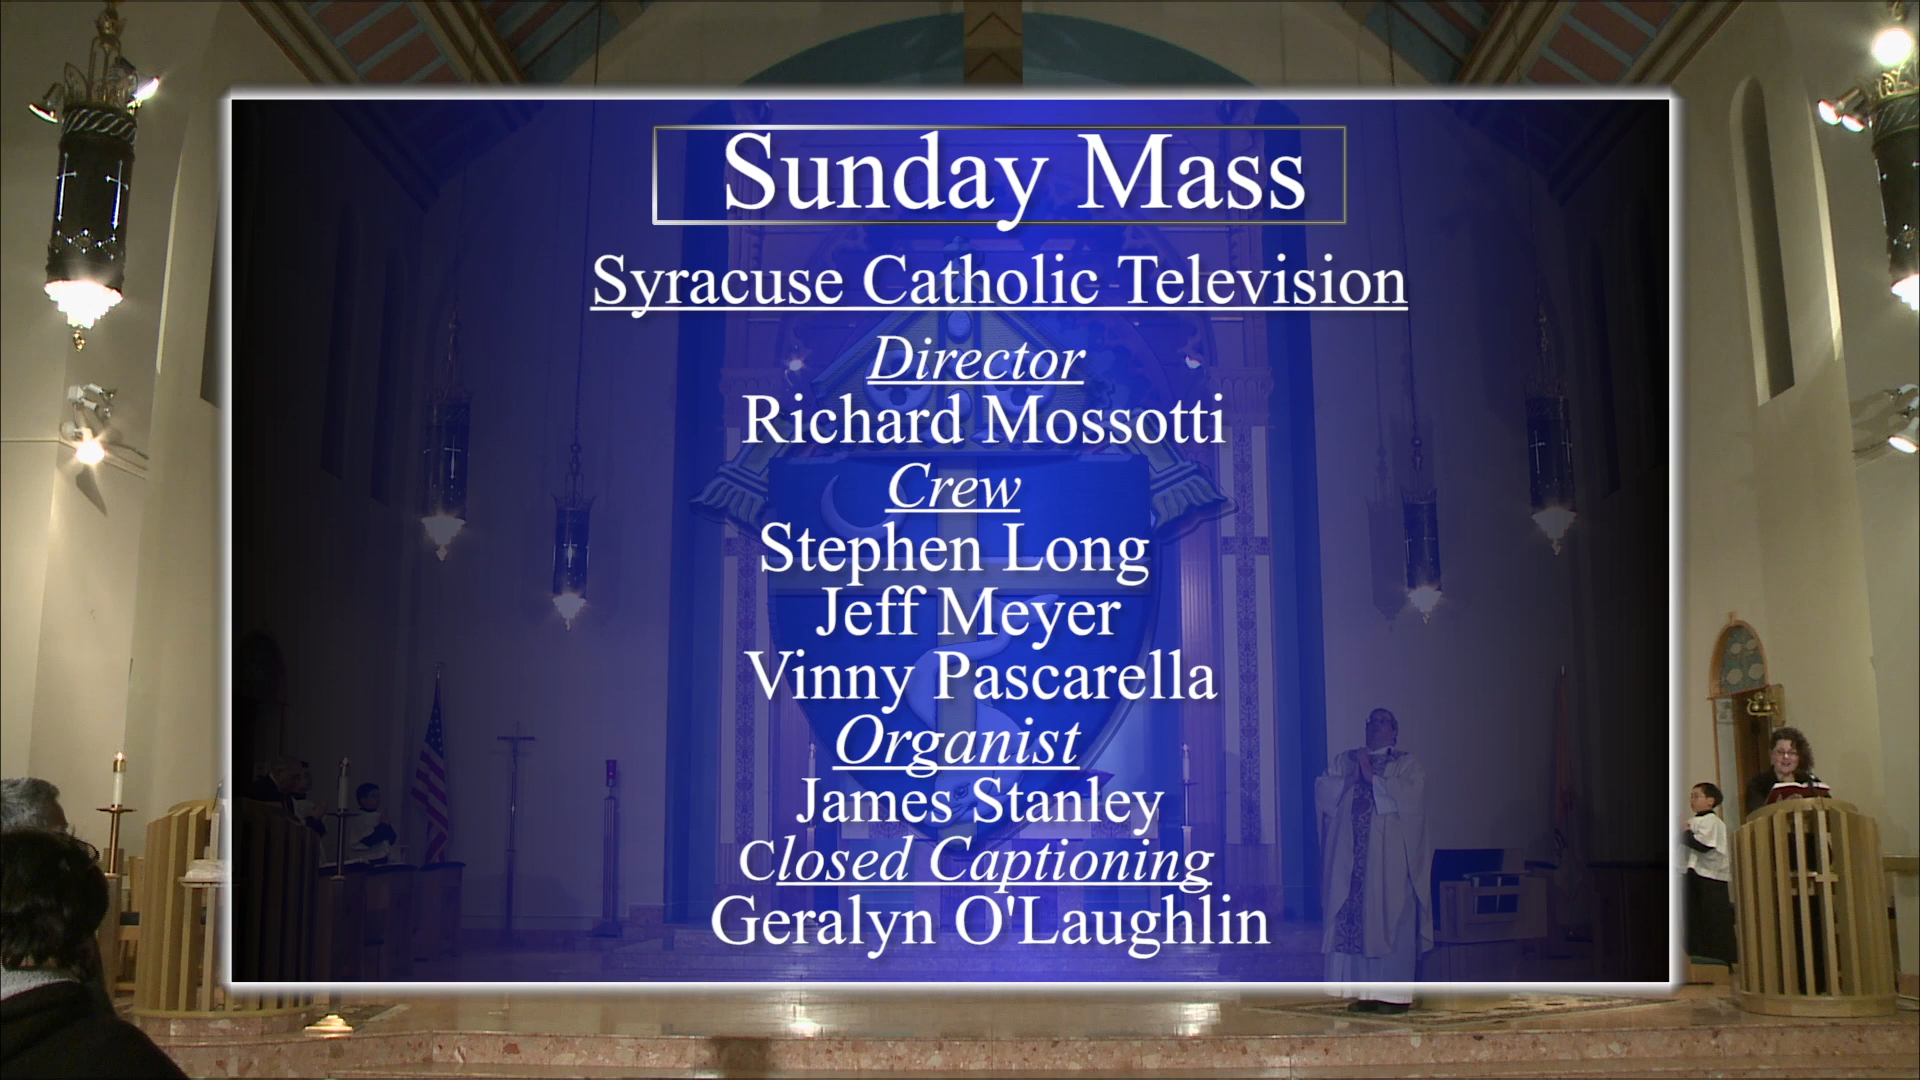 Sunday Mass
Syracuse Catholic Television
Director
Richard Mossotti
Crew
Stephen Long
Jeff Meyer
Vinny Pascarella
Organist
James Stanley
Closed Captioning
Geralyn O'Laughlin